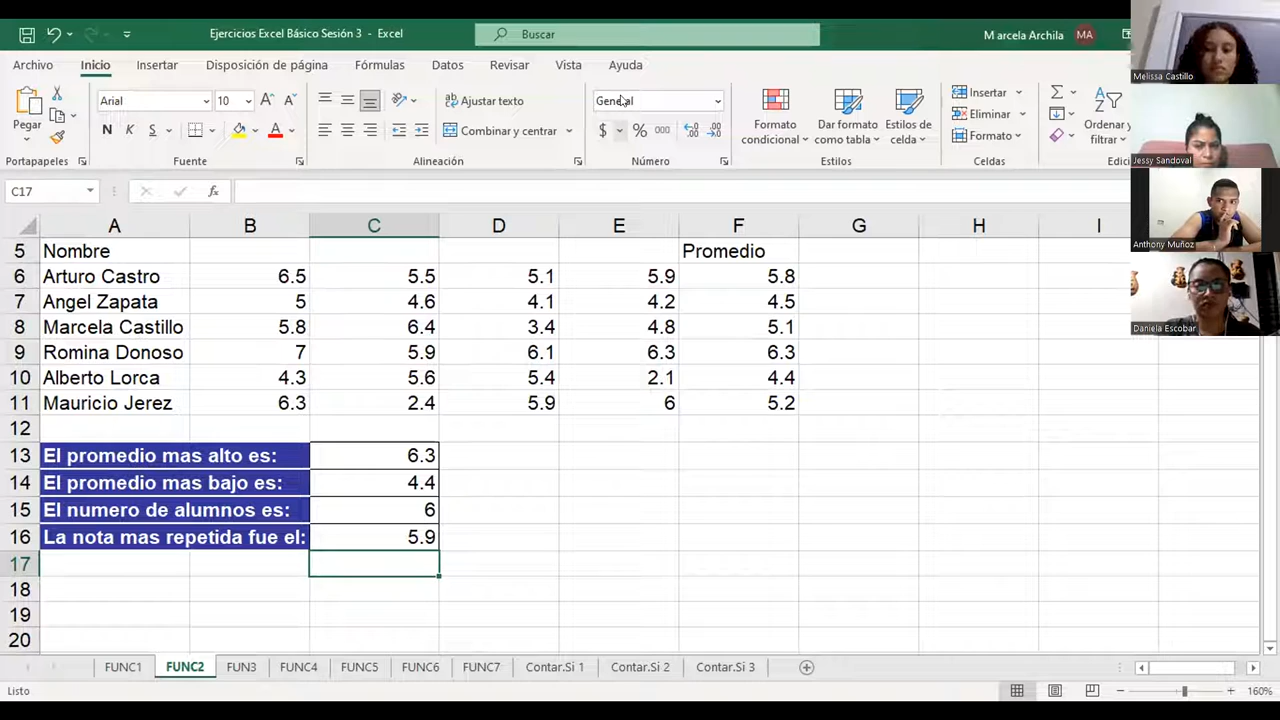 Ejercicios Excel Básico Sesión 3 - Excel
Buscar
Marcela Archila MA
Archivo Inicio Insertar Disposición de página Fórmulas Datos Revisar Vista Ayuda
Pegar
Arial 10
N K S
Ajustar texto
Combinar y centrar
General
$ % 000
Formato condicional
Dar formato como tabla
Estilos de celda
Insertar
Eliminar
Formato
Ordenar filtrar
Portapapeles Fuente Alineación Número Estilos Celdas
C17 fx
A B C D E F G H I
5 Nombre Promedio
6 Arturo Castro 6.5 5.5 5.1 5.9 5.8
7 Angel Zapata 5 4.6 4.1 4.2 4.5
8 Marcela Castillo 5.8 6.4 3.4 4.8 5.1
9 Romina Donoso 7 5.9 6.1 6.3 6.3
10 Alberto Lorca 4.3 5.6 5.4 2.1 4.4
11 Mauricio Jerez 6.3 2.4 5.9 6 5.2
12
13 El promedio mas alto es: 6.3
14 El promedio mas bajo es: 4.4
15 El numero de alumnos es: 6
16 La nota mas repetida fue el: 5.9
17
18
19
20
FUNC1 FUNC2 FUN3 FUNC4 FUNC5 FUNC6 FUNC7 Contar.Si 1 Contar.Si 2 Contar.Si 3
Listo
160%
Melissa Castillo
Jessy Sandoval
Anthony Muñoz
Daniela Escobar